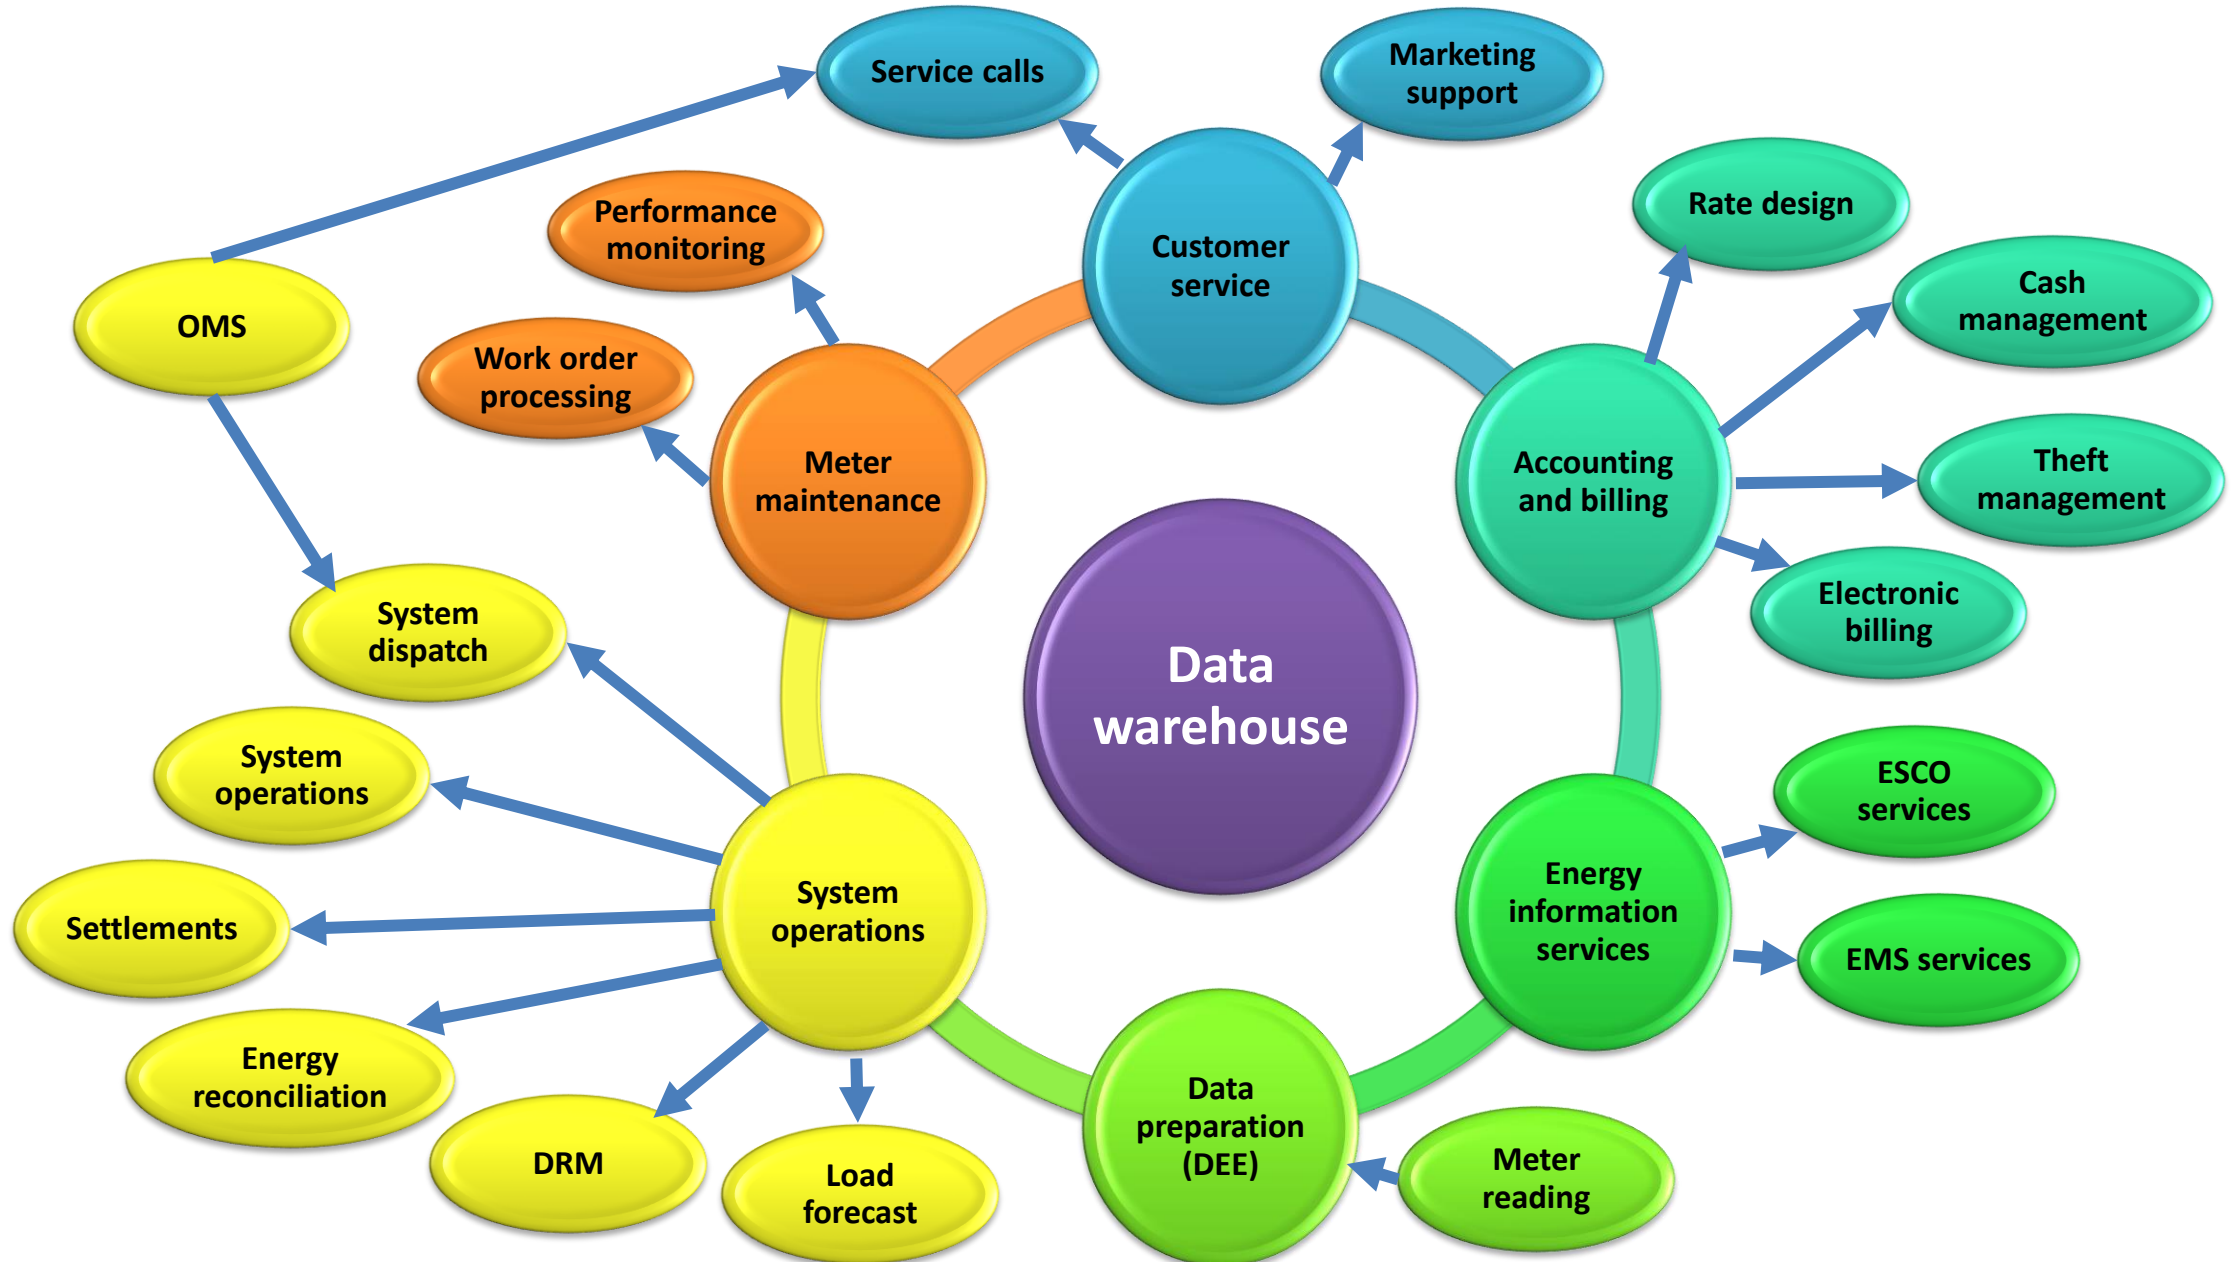 Service calls
Marketing
support
Rate design
Performance
monitoring
Customer
service
Cash
management
OMS
Work order
processing
Meter
maintenance
Accounting
and billing
Theft
management
Electronic
billing
System
dispatch
Data
warehouse
System
operations
ESCO
services
Settlements
System
operations
Energy
information
services
EMS services
Energy
reconciliation
DRM
Load
forecast
Data
preparation
(DEE)
Meter
reading